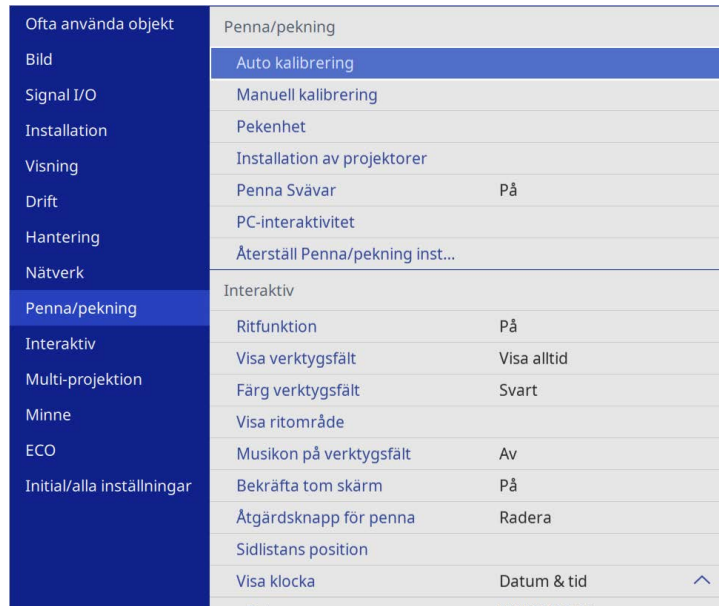 Ofta använda objekt
Bild
Signal I/O
Installation
Visning
Drift
Hantering
Nätverk
Penna/pekning
Interaktiv
Multi-projektion
Minne
ECO
Initial/alla inställningar
Penna/pekning
Auto kalibrering
Manuell kalibrering
Pekenhet
Installation av projektorer
Penna Svävar På
PC-interaktivitet
Återställ Penna/pekning inst...
Interaktiv
Ritfunktion På
Visa verktygsfält Visa alltid
Färg verktygsfält Svart
Visa ritområde
Musikon på verktygsfält Av
Bekräfta tom skärm På
Åtgärdsknapp för penna Radera
Sidlistans position
Visa klocka Datum & tid